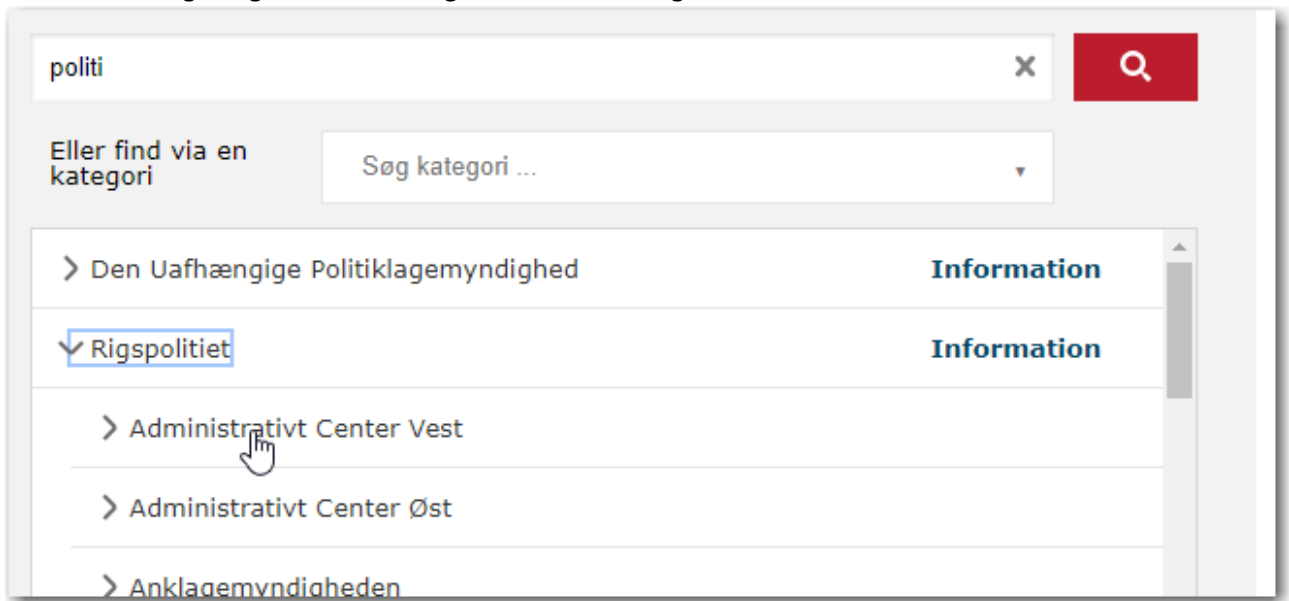 politi
Eller find via en
kategori
Søg kategori ...
Den Uafhængige Politiklagemyndighed Information
Rigspolitiet Information
Administrativt Center Vest
Administrativt Center Øst
Anklagemyndigheden